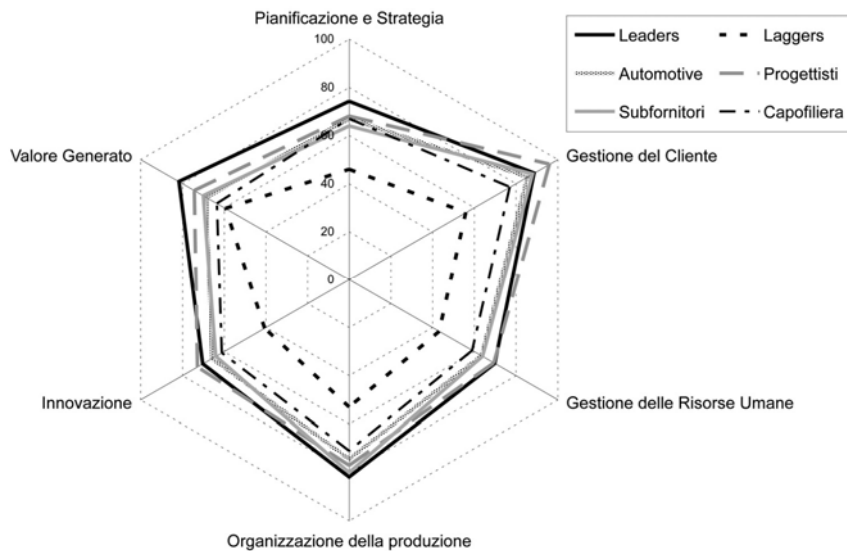 Pianificazione e Strategia
100
80
60
40
20
0
Leaders
Laggers
Automotive
Progettisti
Subfornitori
Capofiliera
Valore Generato
Gestione del Cliente
Innovazione
Gestione delle Risorse Umane
Organizzazione della produzione